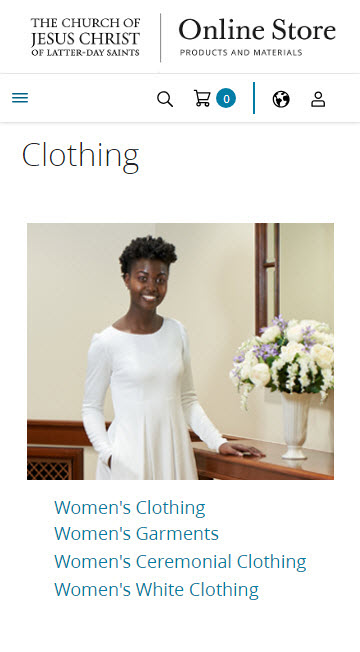 THE CHURCH OF
JESUS CHRIST
OF LATTER-DAY SAINTS
Online Store
PRODUCTS AND MATERIALS
0
Clothing
Women's Clothing
Women's Garments
Women's Ceremonial Clothing
Women's White Clothing